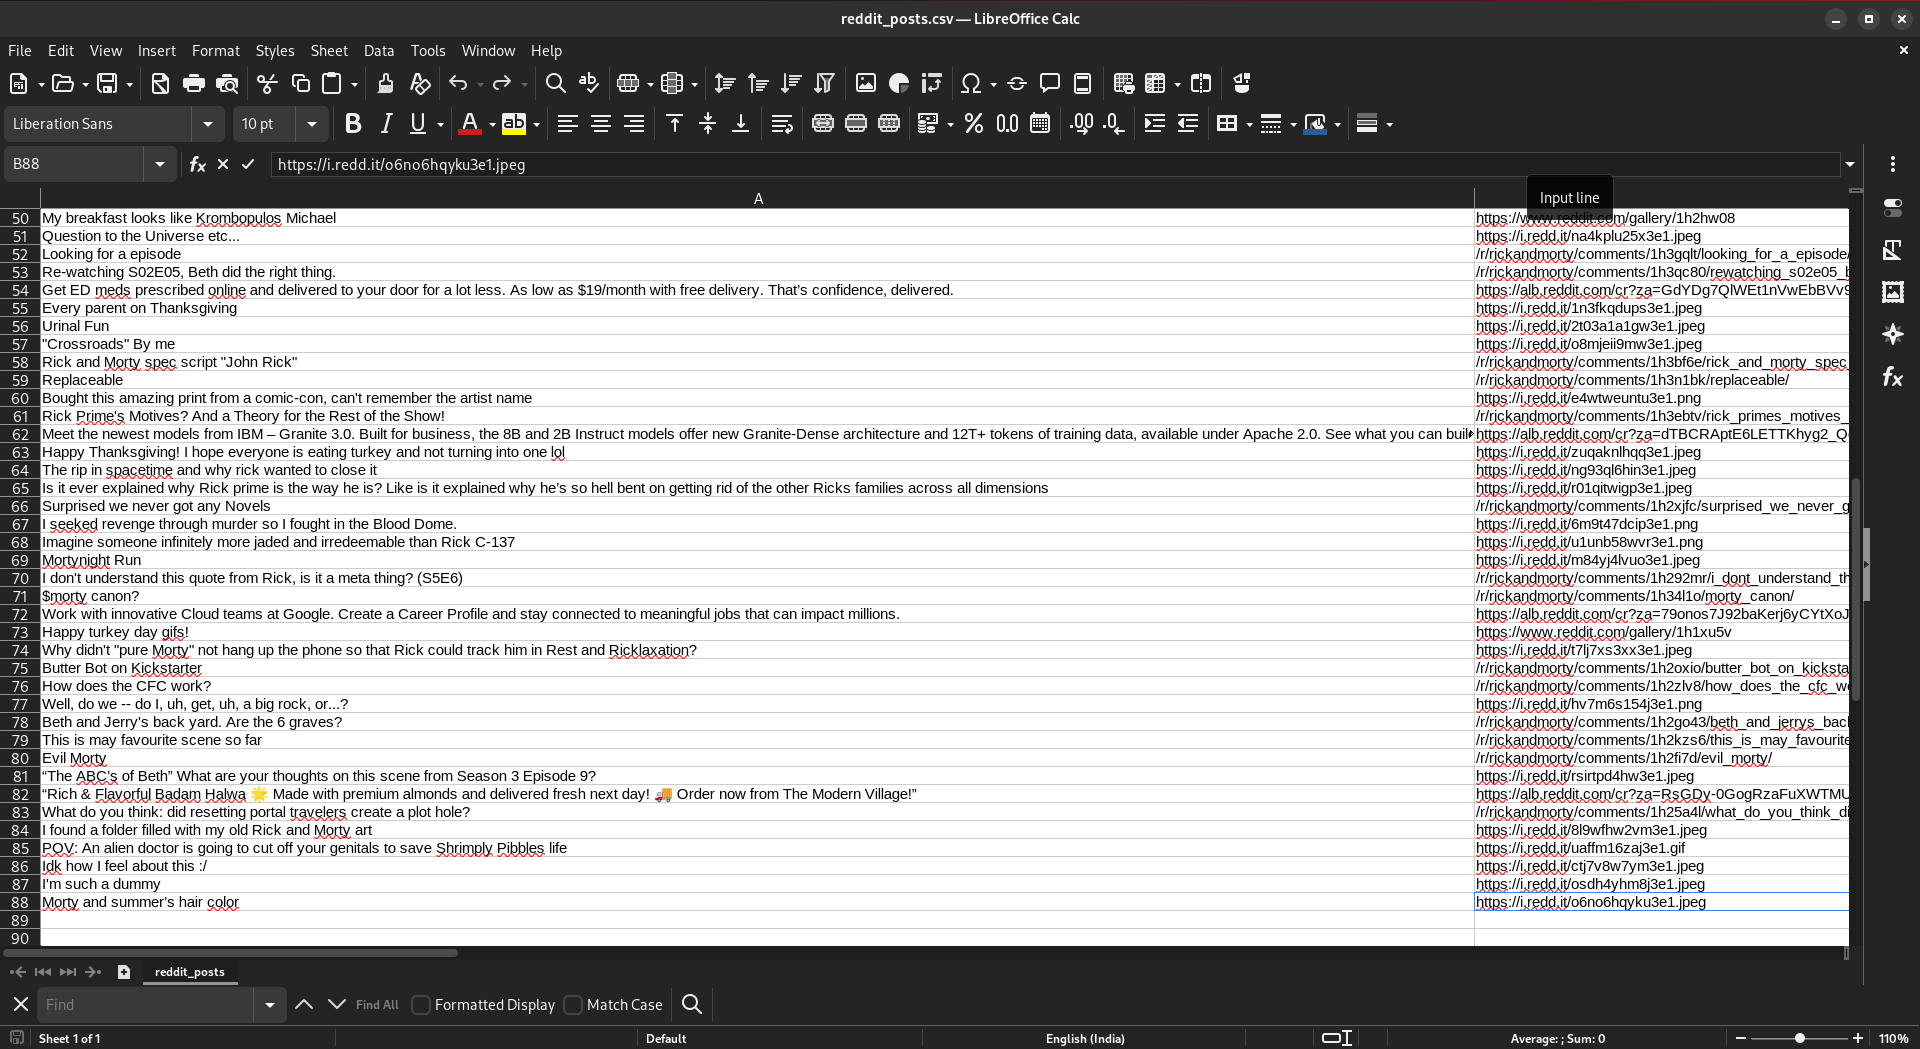 reddit_posts.csv — LibreOffice Calc
File Edit View Insert Format Styles Sheet Data Tools Window Help
Liberation Sans 10 pt
B88 fx https://i.redd.it/o6no6hqyku3e1.jpeg
A
Input line
50 My breakfast looks like Krombopulos Michael https://www.reddit.com/gallery/1h2hw08
51 Question to the Universe etc... https://i.redd.it/na4kplu25x3e1.jpeg
52 Looking for a episode /r/rickandmorty/comments/1h3gqlt/looking_for_a_episode/
53 Re-watching S02E05, Beth did the right thing. /r/rickandmorty/comments/1h3qc80/rewatching_s02e05_b
54 Get ED meds prescribed online and delivered to your door for a lot less. As low as $19/month with free delivery. That's confidence, delivered. https://alb.reddit.com/cr?za=GdYDg7QlWEt1nVwEbBVv9
55 Every parent on Thanksgiving https://i.redd.it/1n3fkqdups3e1.jpeg
56 Urinal Fun https://i.redd.it/2t03a1a1gw3e1.jpeg
57 "Crossroads" By me https://i.redd.it/o8mjeii9mw3e1.jpeg
58 Rick and Morty spec script "John Rick" /r/rickandmorty/comments/1h3bf6e/rick_and_morty_spec_
59 Replaceable /r/rickandmorty/comments/1h3n1bk/replaceable/
60 Bought this amazing print from a comic-con, can't remember the artist name https://i.redd.it/e4wtweuntu3e1.png
61 Rick Prime's Motives? And a Theory for the Rest of the Show! /r/rickandmorty/comments/1h3ebtv/rick_primes_motives_
62 Meet the newest models from IBM – Granite 3.0. Built for business, the 8B and 2B Instruct models offer new Granite-Dense architecture and 12T+ tokens of training data, available under Apache 2.0. See what you can buil https://alb.reddit.com/cr?za=dTBCRAptE6LETTKhyg2_Q
63 Happy Thanksgiving! I hope everyone is eating turkey and not turning into one lol https://i.redd.it/zuqaknlhqq3e1.jpeg
64 The rip in spacetime and why rick wanted to close it https://i.redd.it/ng93ql6hin3e1.jpeg
65 Is it ever explained why Rick prime is the way he is? Like is it explained why he's so hell bent on getting rid of the other Ricks families across all dimensions https://i.redd.it/r01qitwigp3e1.jpeg
66 Surprised we never got any Novels /r/rickandmorty/comments/1h2xjfc/surprised_we_never_g
67 I seeked revenge through murder so I fought in the Blood Dome. https://i.redd.it/6m9t47dcip3e1.png
68 Imagine someone infinitely more jaded and irredeemable than Rick C-137 https://i.redd.it/u1unb58wvr3e1.png
69 Mortynight Run https://i.redd.it/m84yj4lvuo3e1.jpeg
70 I don't understand this quote from Rick, is it a meta thing? (S5E6) /r/rickandmorty/comments/1h292mr/i_dont_understand_th
71 $morty canon? /r/rickandmorty/comments/1h34l1o/morty_canon/
72 Work with innovative Cloud teams at Google. Create a Career Profile and stay connected to meaningful jobs that can impact millions. https://alb.reddit.com/cr?za=79onos7J92baKerj6yCYtXoJ
73 Happy turkey day gifs! https://www.reddit.com/gallery/1h1xu5v
74 Why didn't "pure Morty" not hang up the phone so that Rick could track him in Rest and Ricklaxation? https://i.redd.it/t7lj7xs3xx3e1.jpeg
75 Butter Bot on Kickstarter /r/rickandmorty/comments/1h2oxio/butter_bot_on_kicksta
76 How does the CFC work? /r/rickandmorty/comments/1h2zlv8/how_does_the_cfc_w
77 Well, do we -- do I, uh, get, uh, a big rock, or...? https://i.redd.it/hv7m6s154j3e1.png
78 Beth and Jerry's back yard. Are the 6 graves? /r/rickandmorty/comments/1h2go43/beth_and_jerrys_bac
79 This is may favourite scene so far /r/rickandmorty/comments/1h2kzs6/this_is_may_favourite
80 Evil Morty /r/rickandmorty/comments/1h2fi7d/evil_morty/
81 “The ABC’s of Beth” What are your thoughts on this scene from Season 3 Episode 9? https://i.redd.it/rsirtpd4hw3e1.jpeg
82 “Rich & Flavorful Badam Halwa 🌟 Made with premium almonds and delivered fresh next day! 🚚 Order now from The Modern Village!” https://alb.reddit.com/cr?za=RsGDy-0GogRzaFuXWTMU
83 What do you think: did resetting portal travelers create a plot hole? /r/rickandmorty/comments/1h25a4l/what_do_you_think_di
84 I found a folder filled with my old Rick and Morty art https://i.redd.it/8l9wfhw2vm3e1.jpeg
85 POV: An alien doctor is going to cut off your genitals to save Shrimply Pibbles life https://i.redd.it/uaffm16zaj3e1.gif
86 Idk how I feel about this :/ https://i.redd.it/ctj7v8w7ym3e1.jpeg
87 I'm such a dummy https://i.redd.it/osdh4yhm8j3e1.jpeg
88 Morty and summer's hair color https://i.redd.it/o6no6hqyku3e1.jpeg
89
90
reddit_posts
Find Find All Formatted Display Match Case
Sheet 1 of 1 Default English (India) Average: ; Sum: 0 110%